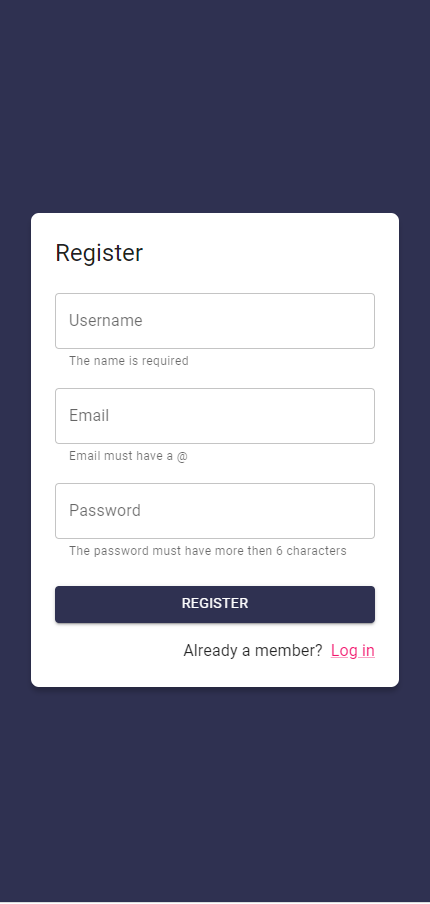 Register
Username
The name is required
Email
Email must have a @
Password
The password must have more then 6 characters
REGISTER
Already a member? Log in